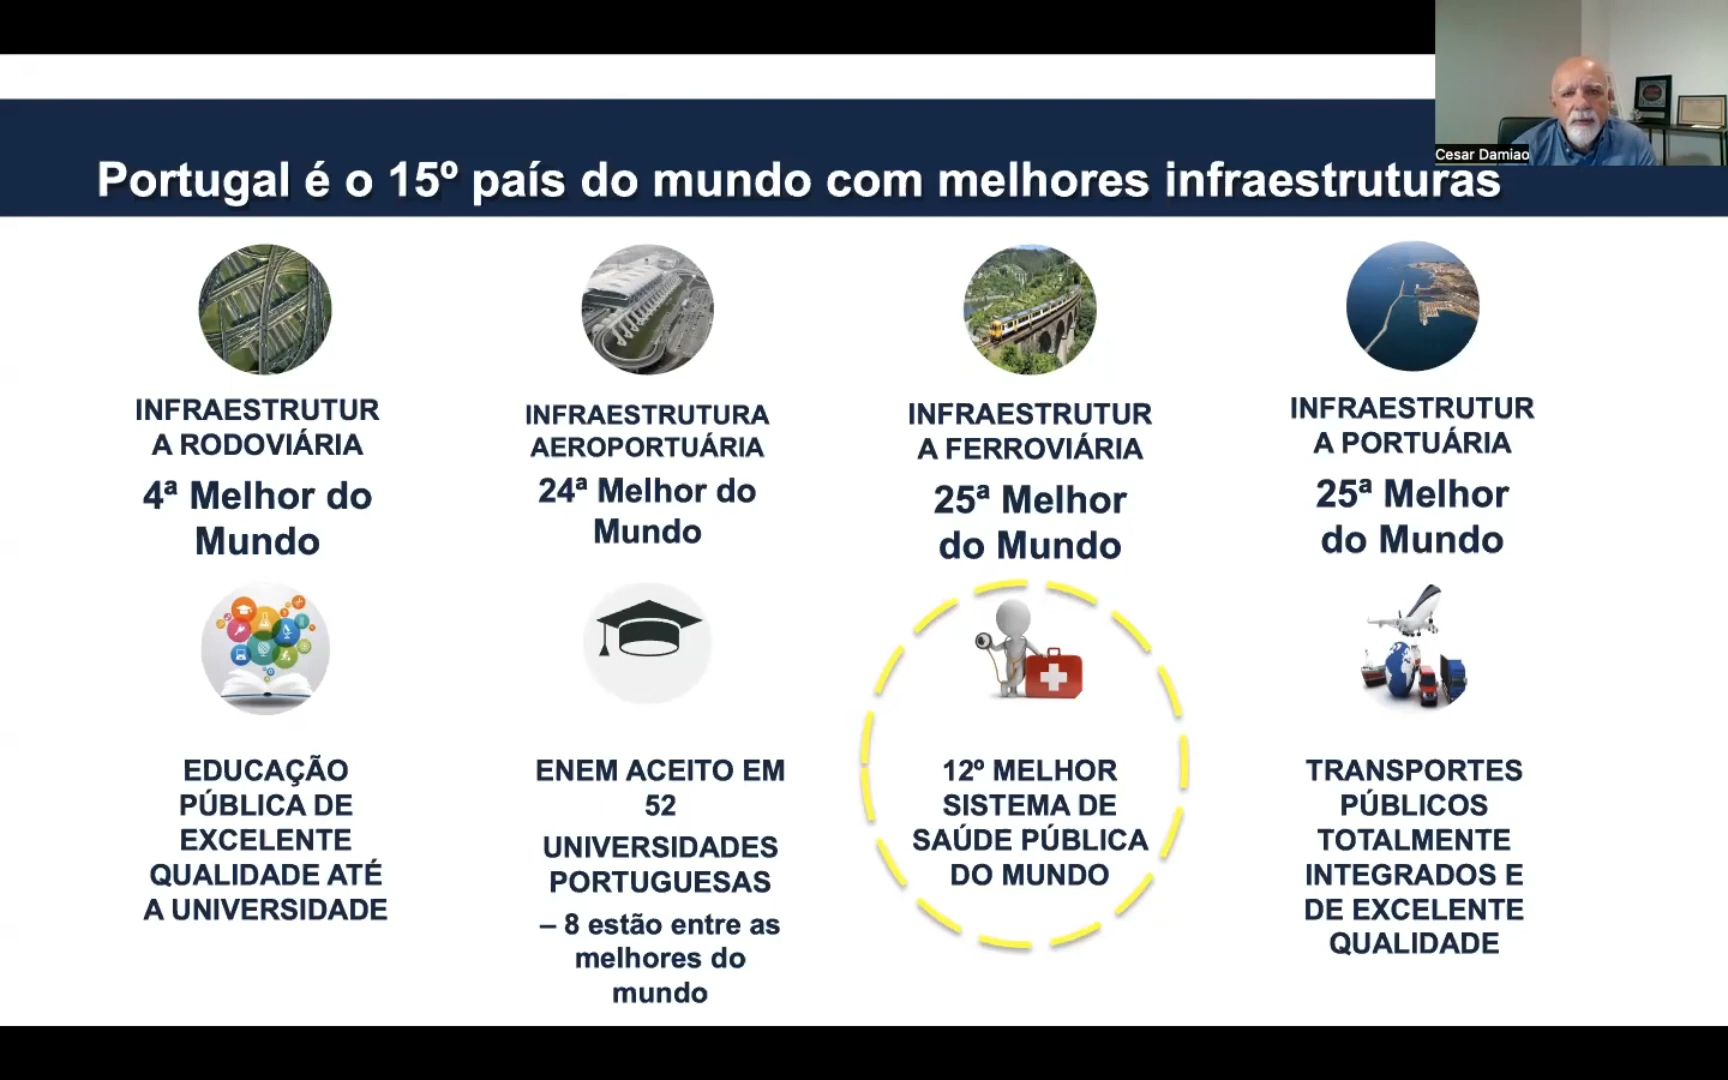 Cesar Damiao
Portugal é o 15º país do mundo com melhores infraestruturas
INFRAESTRUTUR
A RODOVIÁRIA
4ª Melhor do
Mundo
INFRAESTRUTURA
AEROPORTUÁRIA
24ª Melhor do
Mundo
INFRAESTRUTUR
A FERROVIÁRIA
25ª Melhor
do Mundo
INFRAESTRUTUR
A PORTUÁRIA
25ª Melhor
do Mundo
EDUCAÇÃO
PÚBLICA DE
EXCELENTE
QUALIDADE ATÉ
A UNIVERSIDADE
ENEM ACEITO EM
52
UNIVERSIDADES
PORTUGUESAS
– 8 estão entre as
melhores do
mundo
12º MELHOR
SISTEMA DE
SAÚDE PÚBLICA
DO MUNDO
TRANSPORTES
PÚBLICOS
TOTALMENTE
INTEGRADOS E
DE EXCELENTE
QUALIDADE